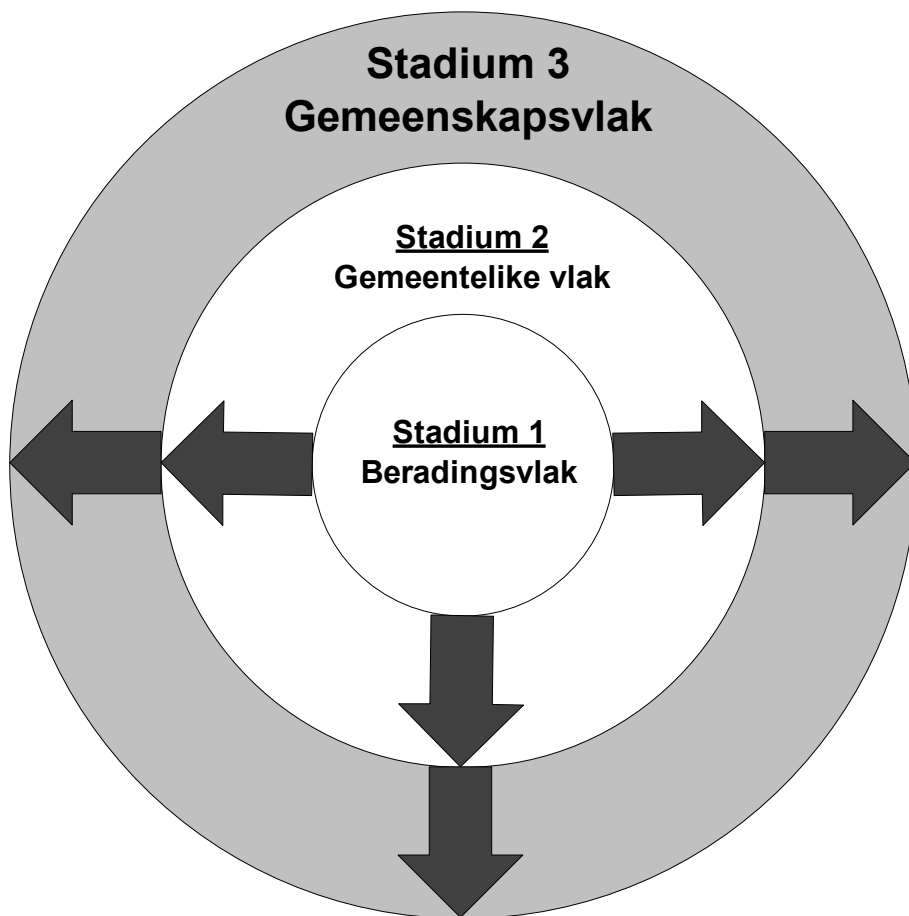 Stadium 3
Gemeenskapsvlak
Stadium 2
Gemeentelike vlak
Stadium 1
Beradingsvlak